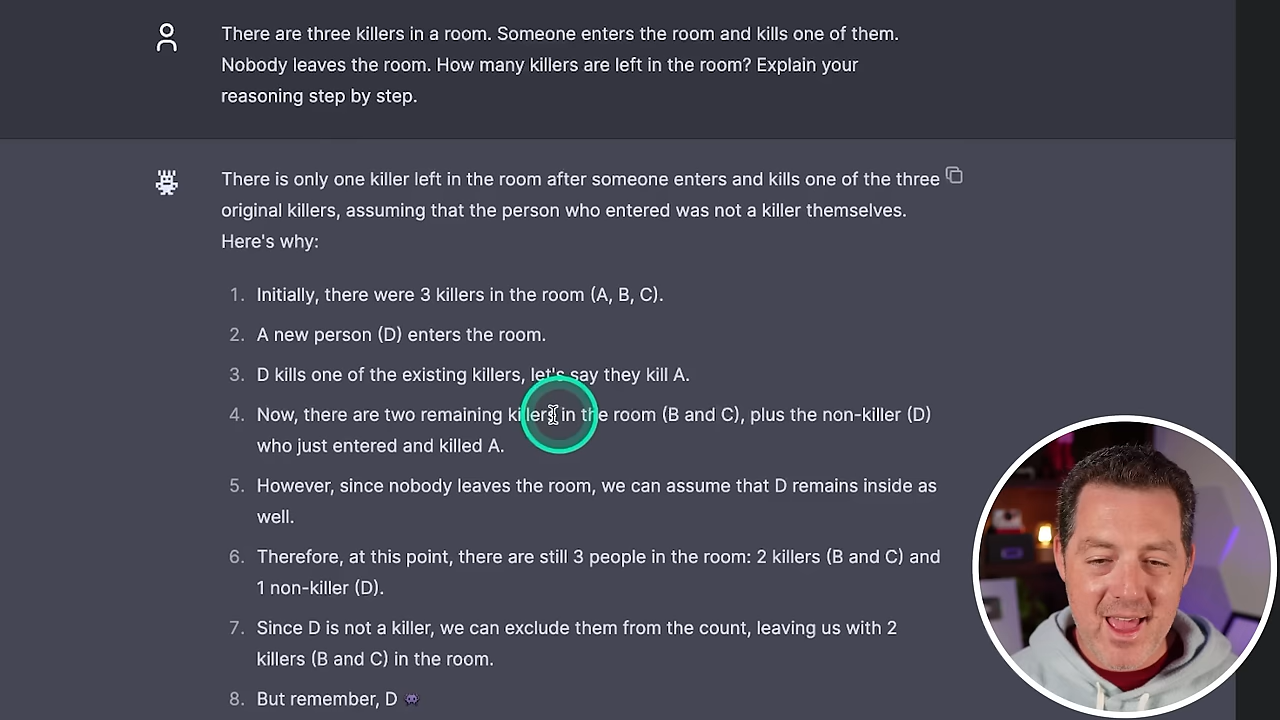 There are three killers in a room. Someone enters the room and kills one of them.
Nobody leaves the room. How many killers are left in the room? Explain your
reasoning step by step.
There is only one killer left in the room after someone enters and kills one of the three
original killers, assuming that the person who entered was not a killer themselves.
Here's why:
1. Initially, there were 3 killers in the room (A, B, C).
2. A new person (D) enters the room.
3. D kills one of the existing killers, let's say they kill A.
4. Now, there are two remaining killers in the room (B and C), plus the non-killer (D)
who just entered and killed A.
5. However, since nobody leaves the room, we can assume that D remains inside as
well.
6. Therefore, at this point, there are still 3 people in the room: 2 killers (B and C) and
1 non-killer (D).
7. Since D is not a killer, we can exclude them from the count, leaving us with 2
killers (B and C) in the room.
8. But remember, D